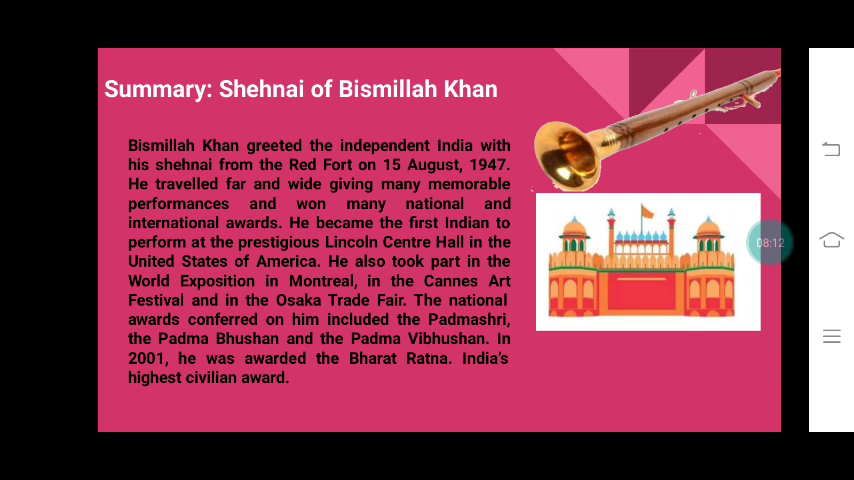 Summary: Shehnai of Bismillah Khan
Bismillah Khan greeted the independent India with
his shehnai from the Red Fort on 15 August, 1947.
He travelled far and wide giving many memorable
performances and won many national and
international awards. He became the first Indian to
perform at the prestigious Lincoln Centre Hall in the
United States of America. He also took part in the
World Exposition in Montreal, in the Cannes Art
Festival and in the Osaka Trade Fair. The national
awards conferred on him included the Padmashri,
the Padma Bhushan and the Padma Vibhushan. In
2001, he was awarded the Bharat Ratna. India's
highest civilian award.
08:12